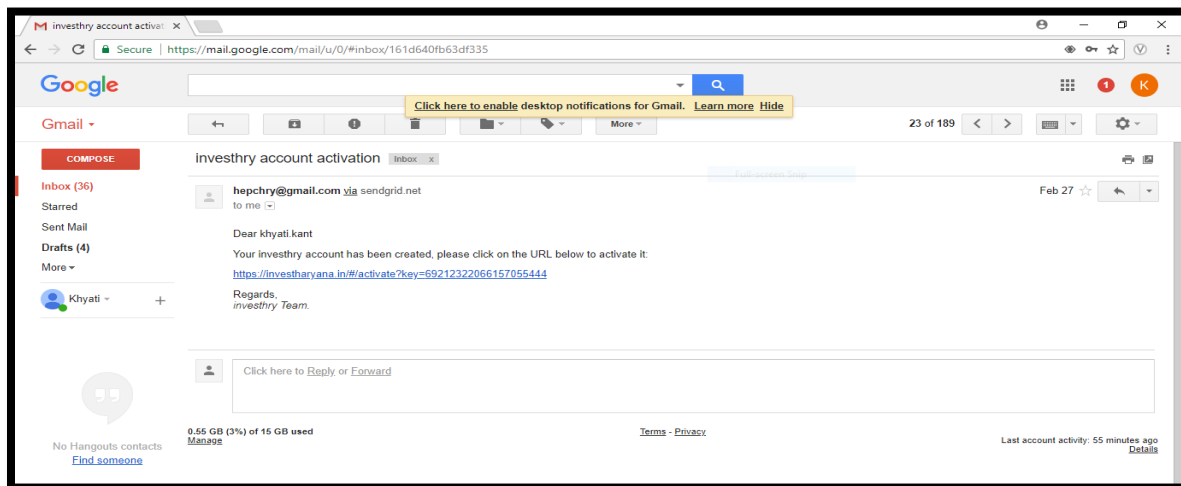 investhry account activat
Secure https://mail.google.com/mail/u/0/#inbox/161d640fb63df335
Google
1 K
Click here to enable desktop notifications for Gmail. Learn more Hide
Gmail
More
23 of 189
COMPOSE
investhry account activation Inbox x
Full-screen Snip
Inbox (36)
Starred
Sent Mail
Drafts (4)
More
Khyati
hepchry@gmail.com via sendgrid.net
Feb 27
to me
Dear khyati.kant
Your investhry account has been created, please click on the URL below to activate it:
https://investharyana.in/#/activate?key=69212322066157055444
Regards,
investhry Team.
Click here to Reply or Forward
0.55 GB (3%) of 15 GB used
Manage
Terms - Privacy
Last account activity: 55 minutes ago
Details
No Hangouts contacts
Find someone